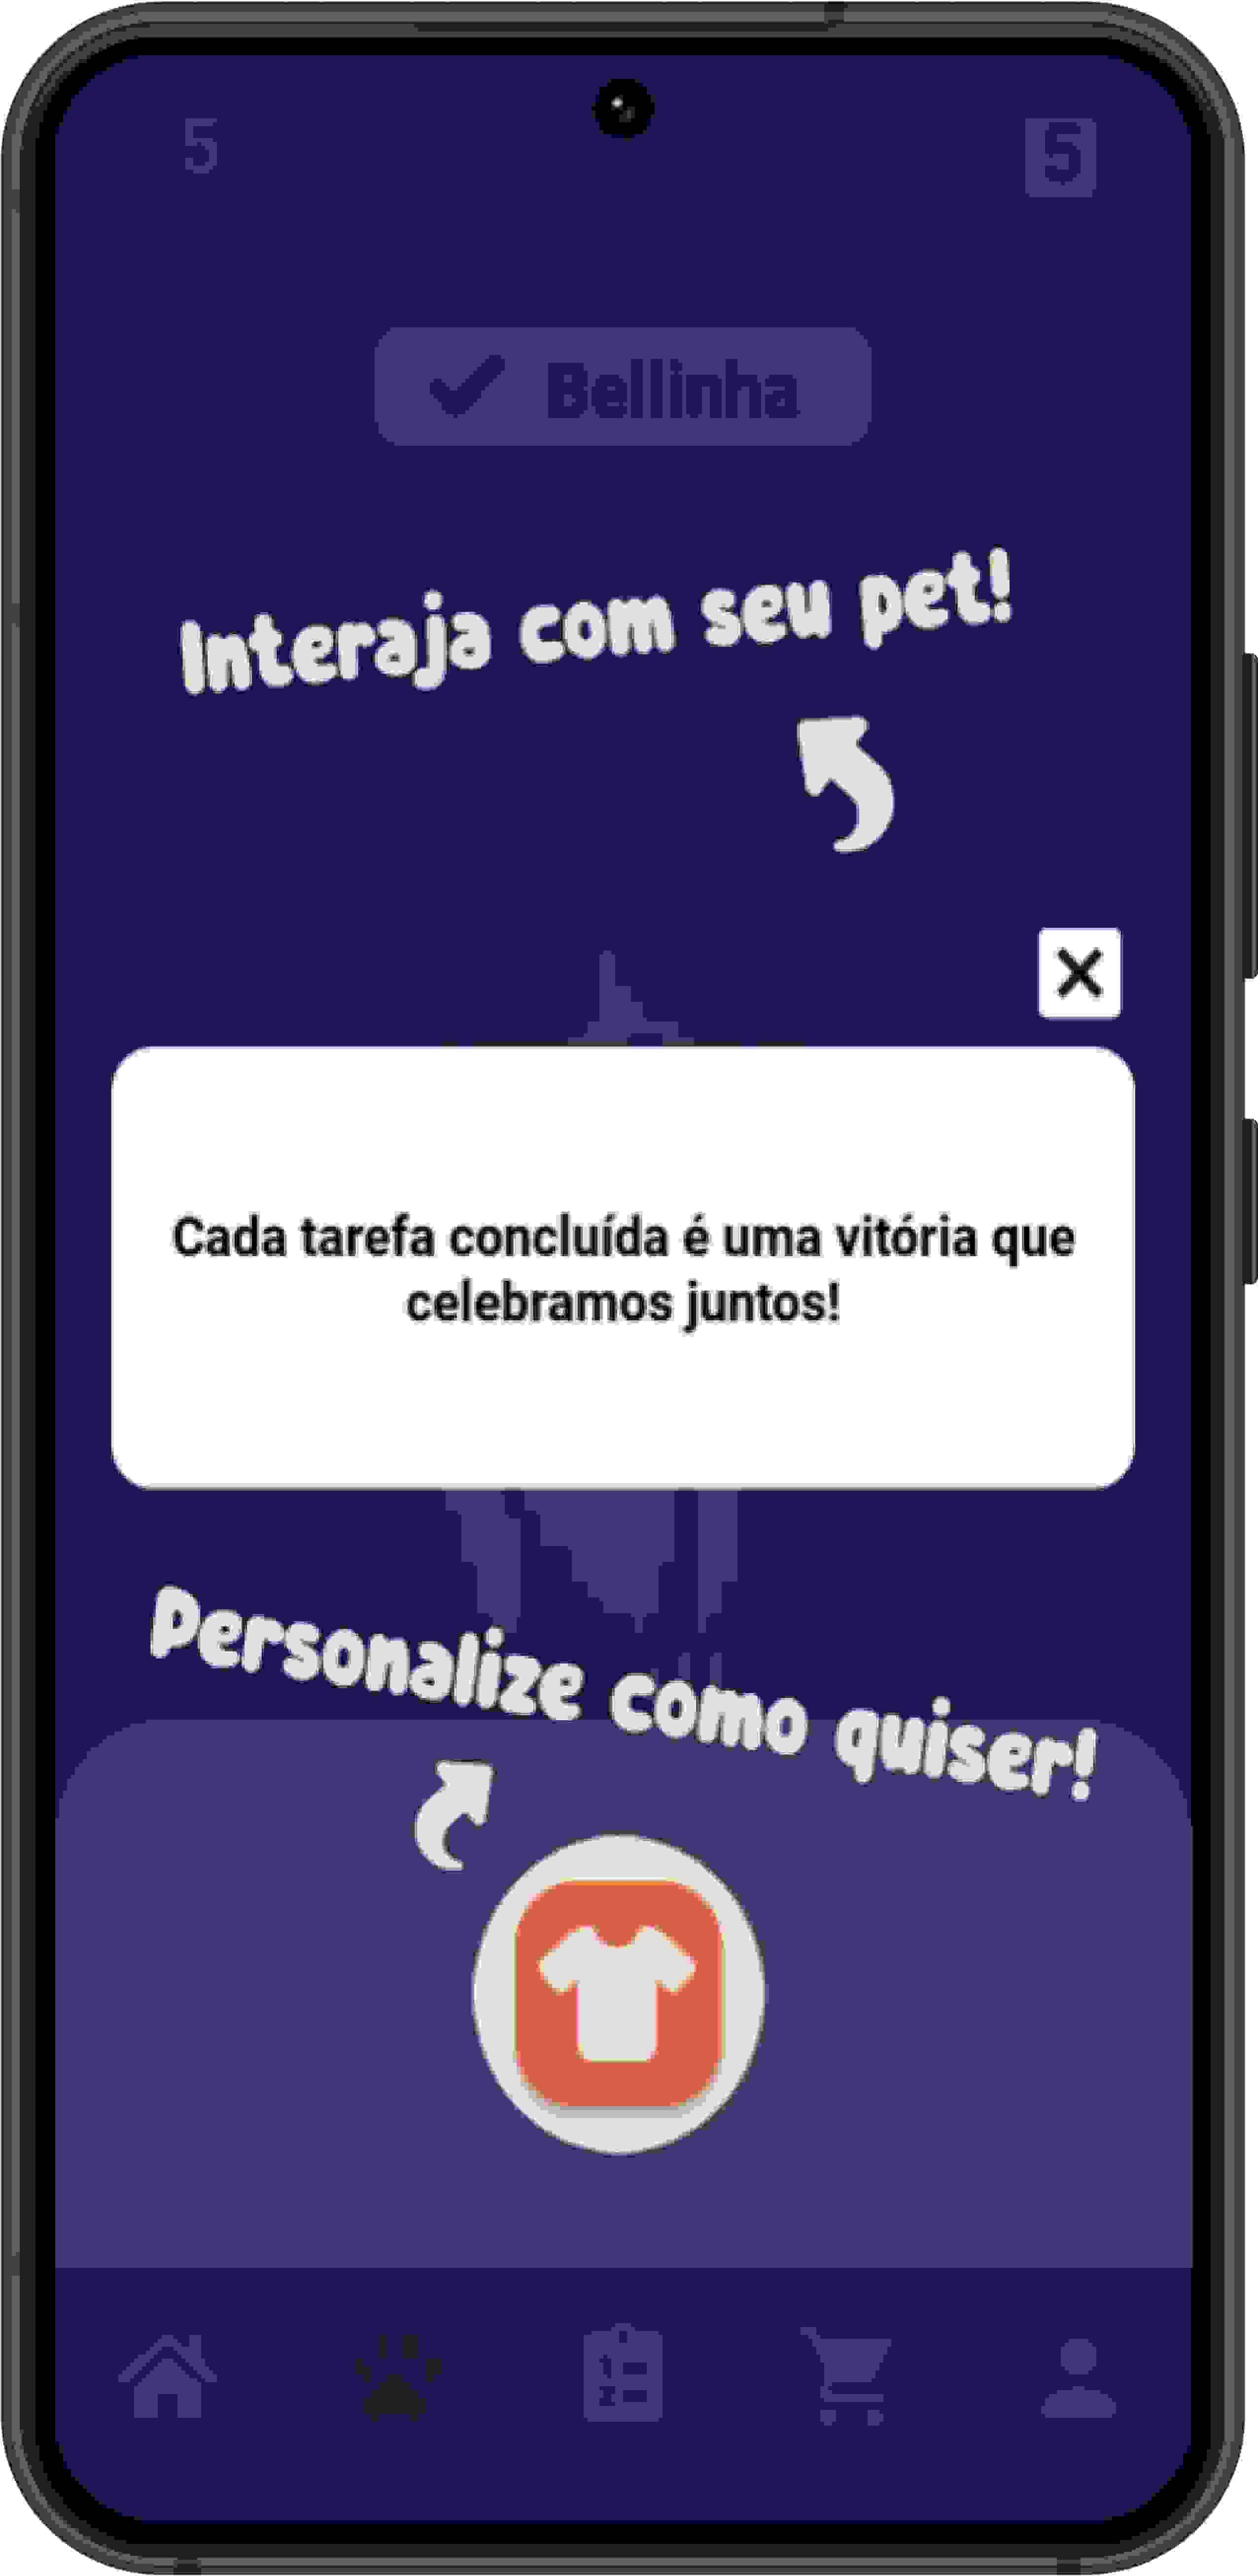 5
5
Bellinha
Interaja com seu pet!
Cada tarefa concluída é uma vitória que
celebramos juntos!
Personalize como quiser!